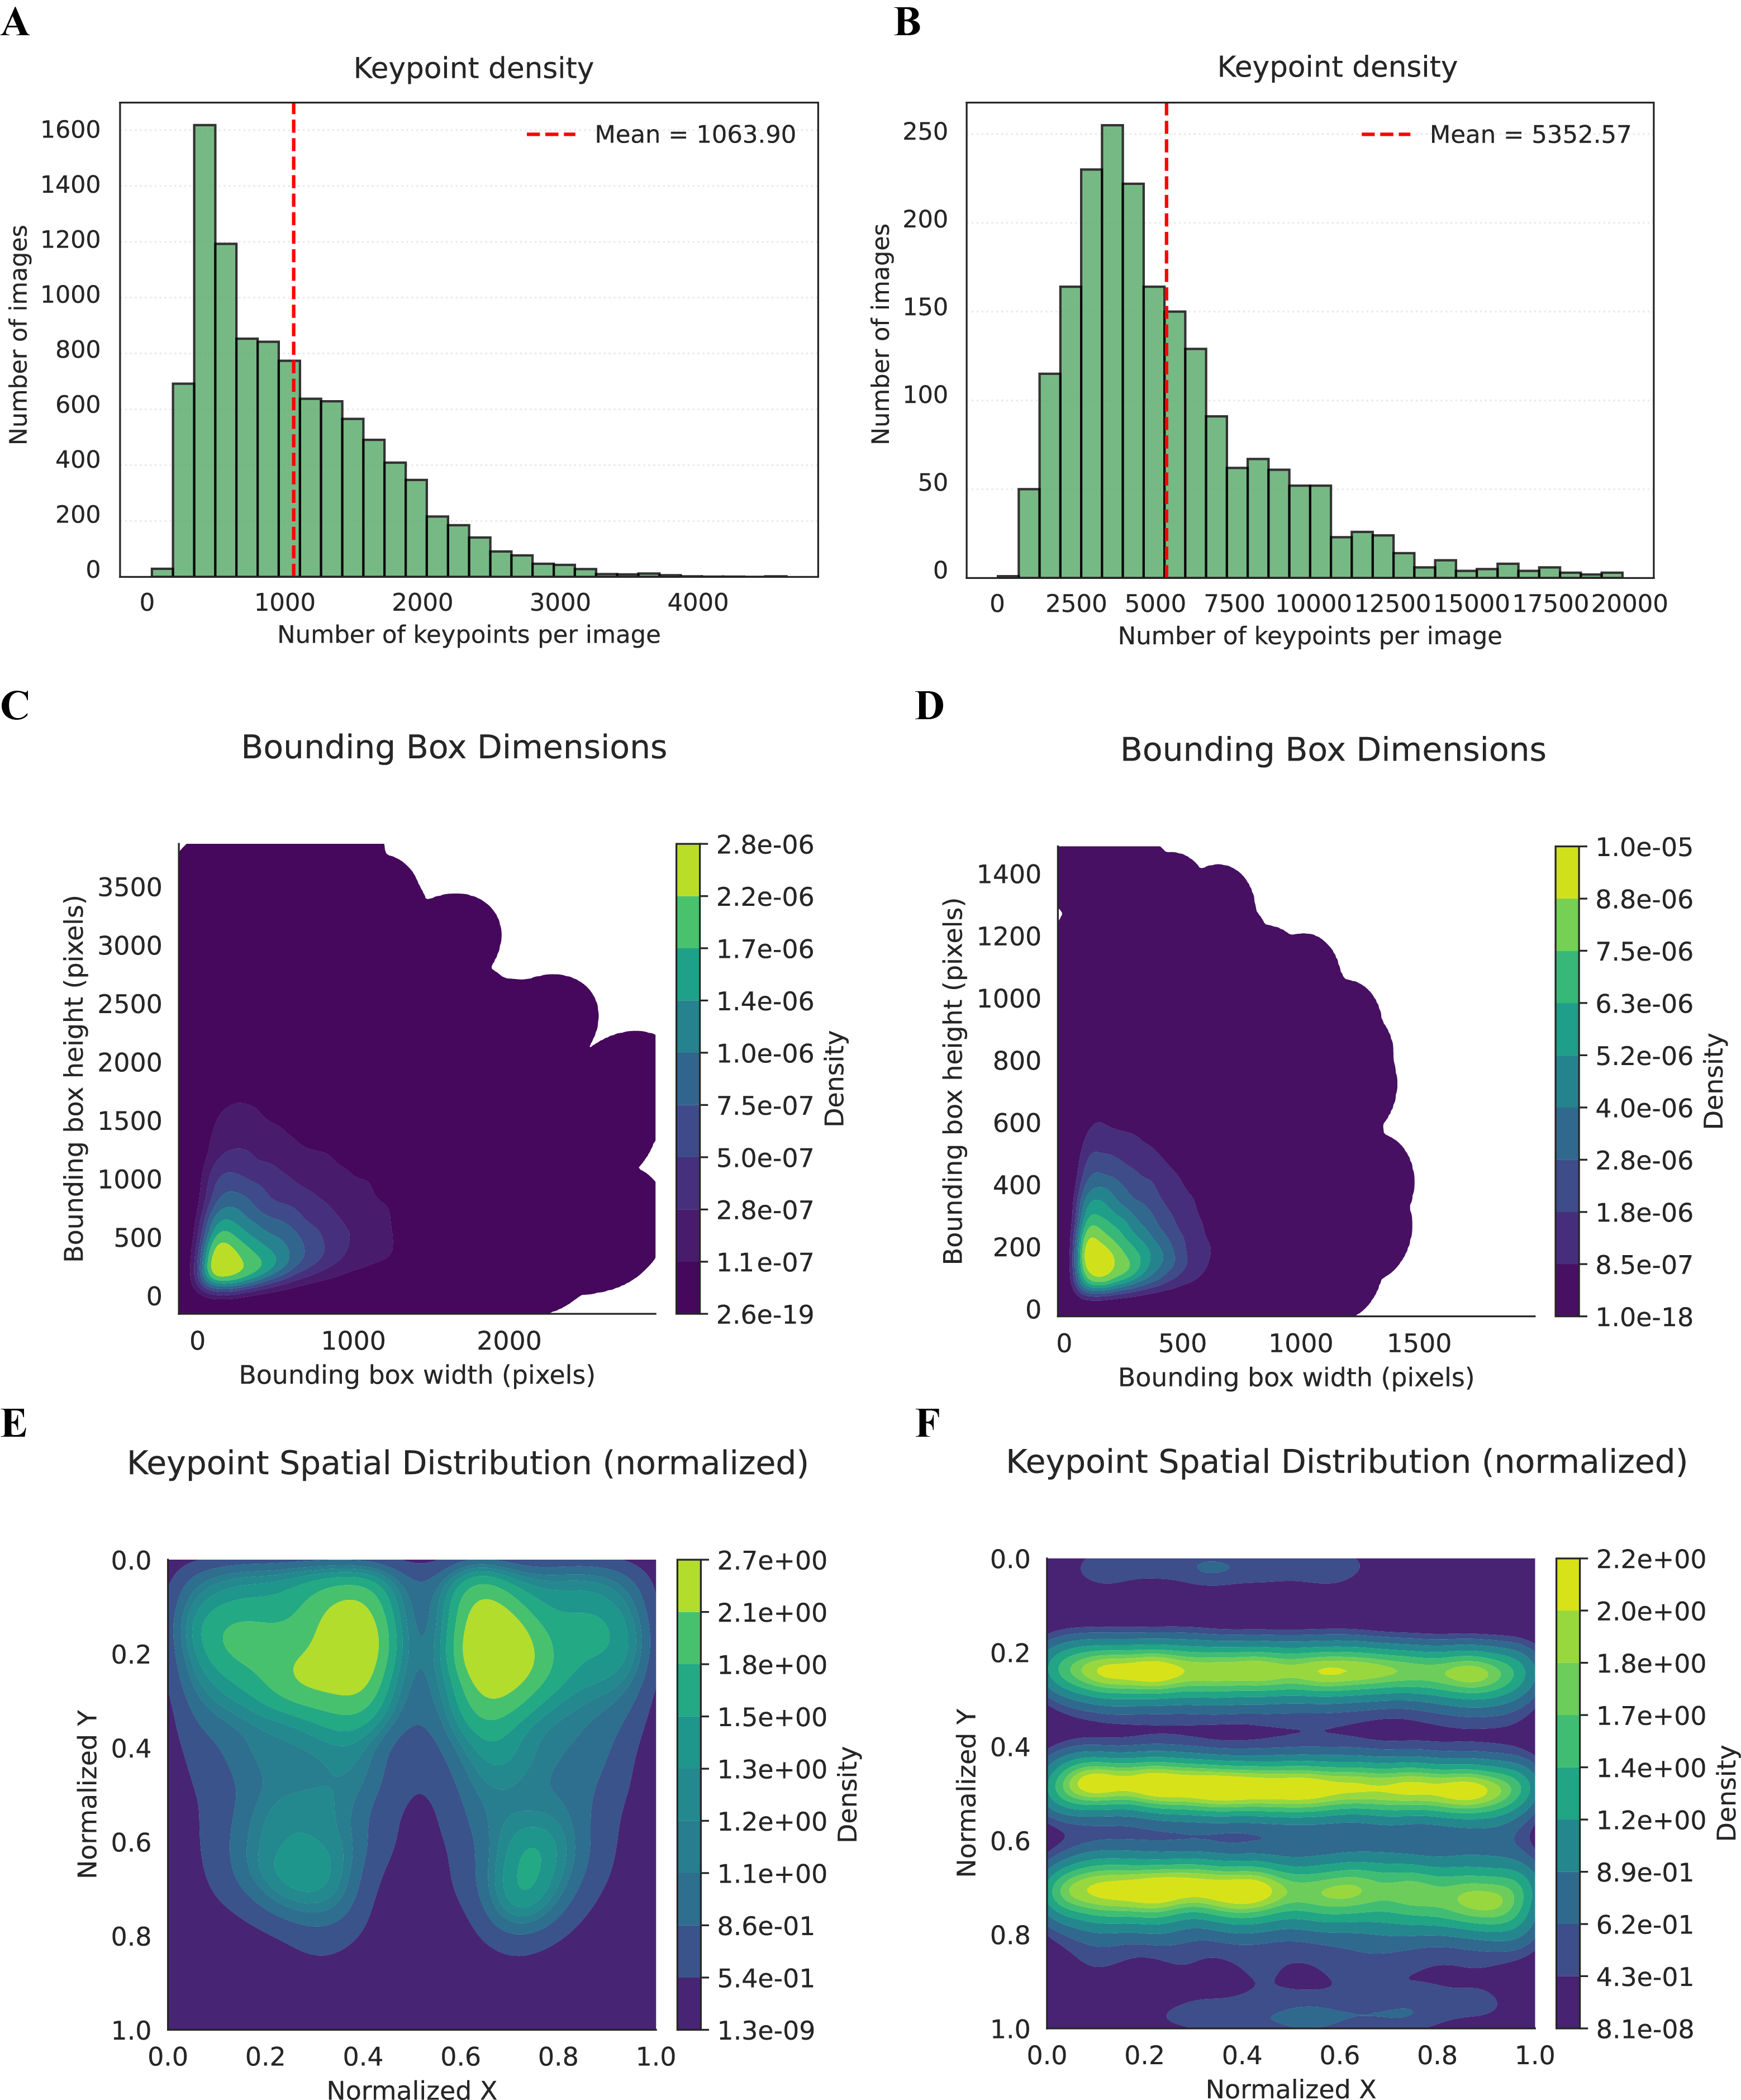 A
B
Keypoint density
Keypoint density
Mean = 1063.90
Mean = 5352.57
Number of images
1600
1400
1200
1000
800
600
400
200
0
0 1000 2000 3000 4000
Number of keypoints per image
Number of images
250
200
150
100
50
0
0 2500 5000 7500 10000 12500 15000 17500 20000
Number of keypoints per image
C
D
Bounding Box Dimensions
Bounding Box Dimensions
Bounding box height (pixels)
3500
3000
2500
2000
1500
1000
500
0
0 1000 2000
Bounding box width (pixels)
2.8e-06
2.2e-06
1.7e-06
1.4e-06
1.0e-06
7.5e-07
5.0e-07
2.8e-07
1.1e-07
2.6e-19
Density
Bounding box height (pixels)
1400
1200
1000
800
600
400
200
0
0 500 1000 1500
Bounding box width (pixels)
1.0e-05
8.8e-06
7.5e-06
6.3e-06
5.2e-06
4.0e-06
2.8e-06
1.8e-06
8.5e-07
1.0e-18
Density
E
F
Keypoint Spatial Distribution (normalized)
Keypoint Spatial Distribution (normalized)
Normalized Y
0.0
0.2
0.4
0.6
0.8
1.0
0.0 0.2 0.4 0.6 0.8 1.0
Normalized X
2.7e+00
2.1e+00
1.8e+00
1.5e+00
1.3e+00
1.2e+00
1.1e+00
8.6e-01
5.4e-01
1.3e-09
Density
Normalized Y
0.0
0.2
0.4
0.6
0.8
1.0
0.0 0.2 0.4 0.6 0.8 1.0
Normalized X
2.2e+00
2.0e+00
1.8e+00
1.7e+00
1.4e+00
1.2e+00
8.9e-01
6.2e-01
4.3e-01
8.1e-08
Density